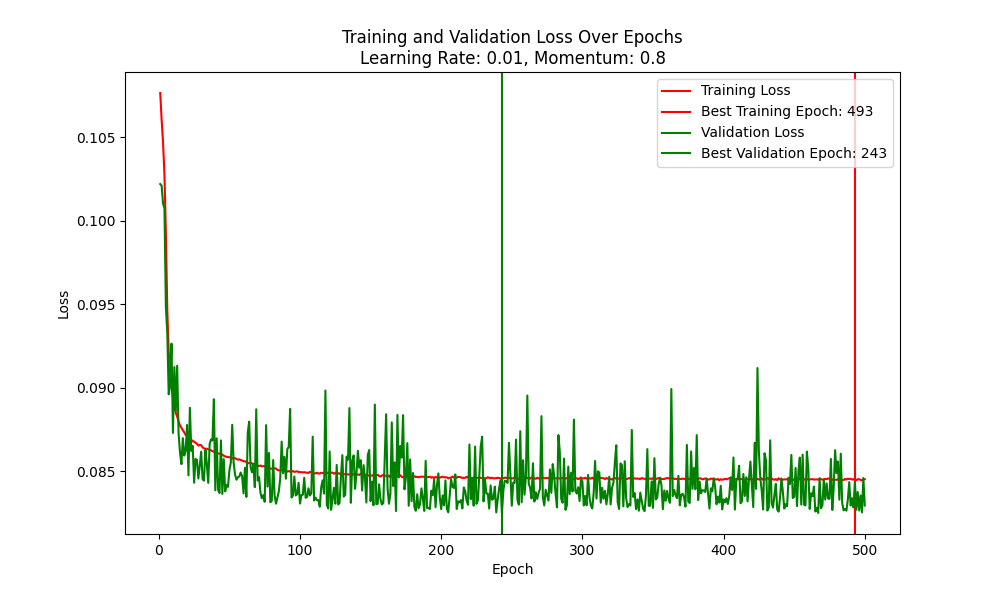 Training and Validation Loss Over Epochs
Learning Rate: 0.01, Momentum: 0.8
Training Loss
Best Training Epoch: 493
Validation Loss
Best Validation Epoch: 243
0.105
0.100
0.095
0.090
0.085
Loss
0 100 200 300 400 500
Epoch